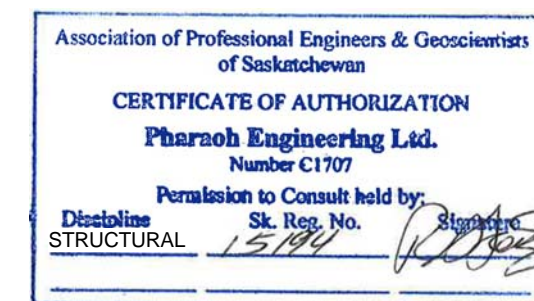 Association of Professional Engineers & Geoscientists
of Saskatchewan
CERTIFICATE OF AUTHORIZATION
Pharaoh Engineering Ltd.
Number C1707
Permission to Consult held by:
Discipline Sk. Reg. No. Signature
STRUCTURAL 15194